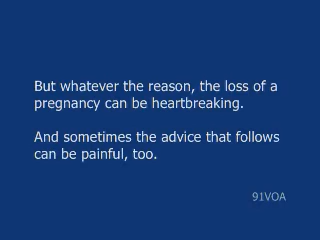 But whatever the reason, the loss of a
pregnancy can be heartbreaking.
And sometimes the advice that follows
can be painful, too.
91VOA